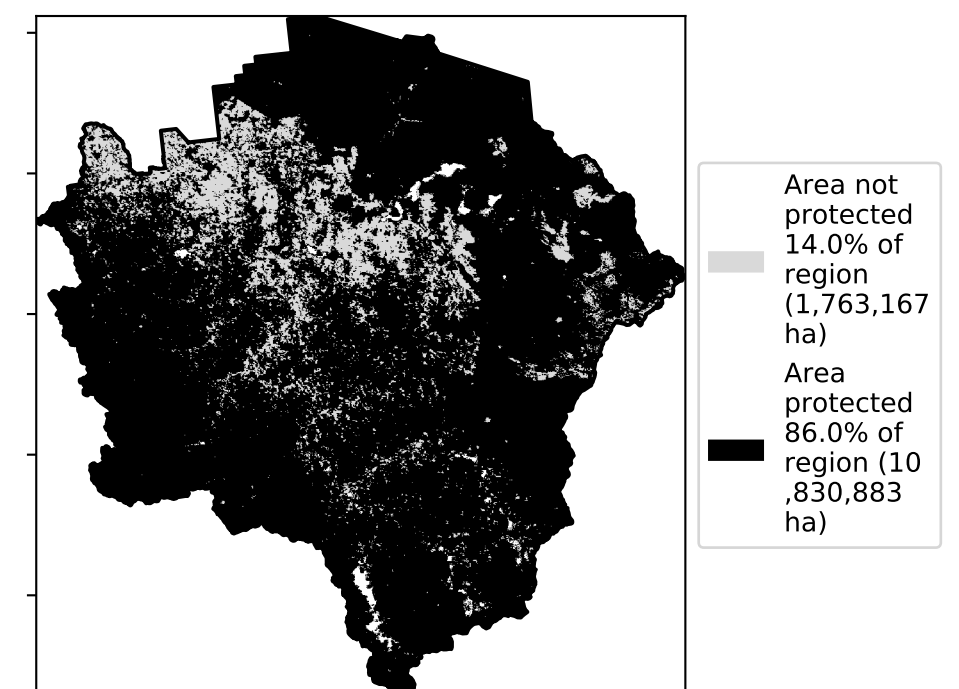 Area not
protected
14.0% of
region
(1,763,167
ha)
Area
protected
86.0% of
region (10
,830,883
ha)